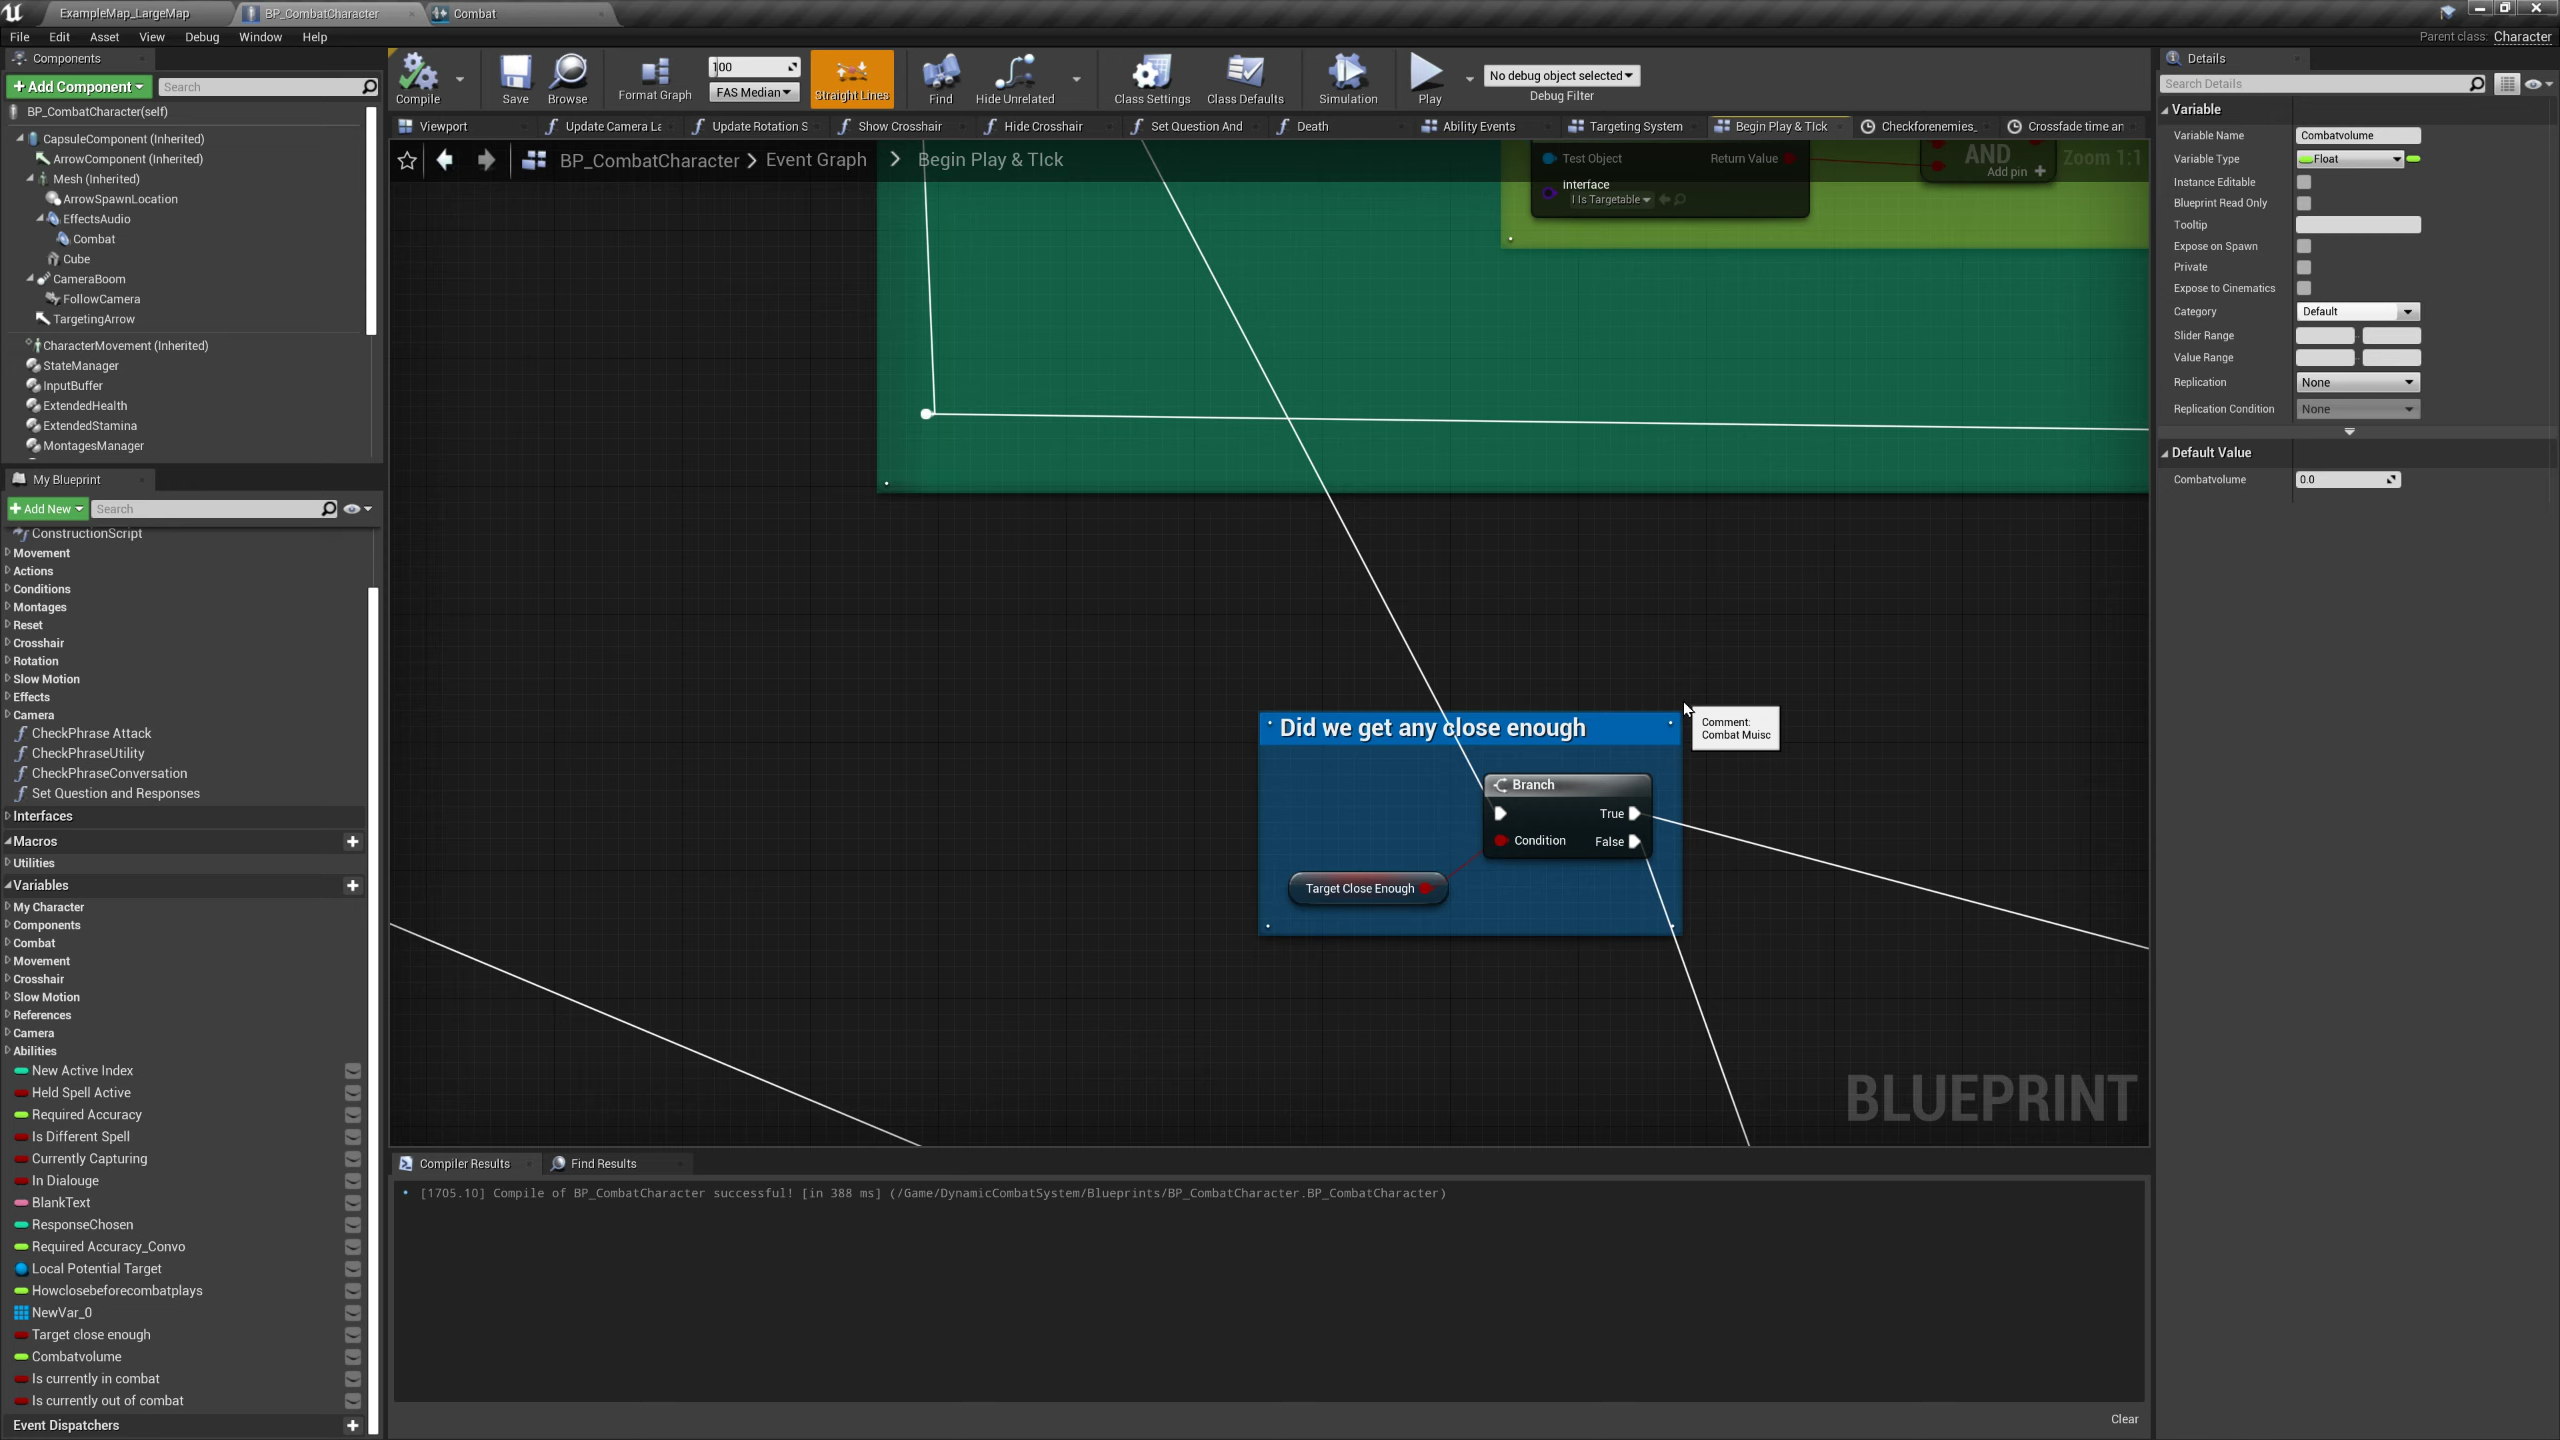 ExampleMap_LargeMap
BP_CombatCharacter
Combat
File Edit Asset View Debug Window Help
Parent class: Character
Components
Add Component
Search
BP_CombatCharacter(self)
CapsuleComponent (Inherited)
ArrowComponent (Inherited)
Mesh (Inherited)
ArrowSpawnLocation
EffectsAudio
Combat
Cube
CameraBoom
FollowCamera
TargetingArrow
CharacterMovement (Inherited)
StateManager
InputBuffer
ExtendedHealth
ExtendedStamina
MontagesManager
My Blueprint
Add New
Search
ConstructionScript
Movement
Actions
Conditions
Montages
Reset
Crosshair
Rotation
Slow Motion
Effects
Camera
CheckPhrase Attack
CheckPhraseUtility
CheckPhraseConversation
Set Question and Responses
Interfaces
Macros
Utilities
Variables
My Character
Components
Combat
Movement
Crosshair
Slow Motion
References
Camera
Abilities
New Active Index
Held Spell Active
Required Accuracy
Is Different Spell
Currently Capturing
In Dialouge
BlankText
ResponseChosen
Required Accuracy_Convo
Local Potential Target
Howclosebeforecombatplays
NewVar_0
Target close enough
Combatvolume
Is currently in combat
Is currently out of combat
Event Dispatchers
Compile
Save
Browse
Format Graph
100
FAS Median
Straight Lines
Find
Hide Unrelated
Class Settings
Class Defaults
Simulation
Play
No debug object selected
Debug Filter
Viewport
Update Camera La
Update Rotation S
Show Crosshair
Hide Crosshair
Set Question And
Death
Ability Events
Targeting System
Begin Play & TIck
Checkforenemies_
Crossfade time an
BP_CombatCharacter > Event Graph > Begin Play & TIck
Zoom 1:1
Test Object
Return Value
Interface
I Is Targetable
AND
Add pin
Did we get any close enough
Comment:
Combat Muisc
Branch
True
Condition
False
Target Close Enough
BLUEPRINT
Compiler Results
Find Results
[1705.10] Compile of BP_CombatCharacter successful! [in 388 ms] (/Game/DynamicCombatSystem/Blueprints/BP_CombatCharacter.BP_CombatCharacter)
Clear
Details
Search Details
Variable
Variable Name Combatvolume
Variable Type Float
Instance Editable
Blueprint Read Only
Tooltip
Expose on Spawn
Private
Expose to Cinematics
Category Default
Slider Range
Value Range
Replication None
Replication Condition None
Default Value
Combatvolume 0.0